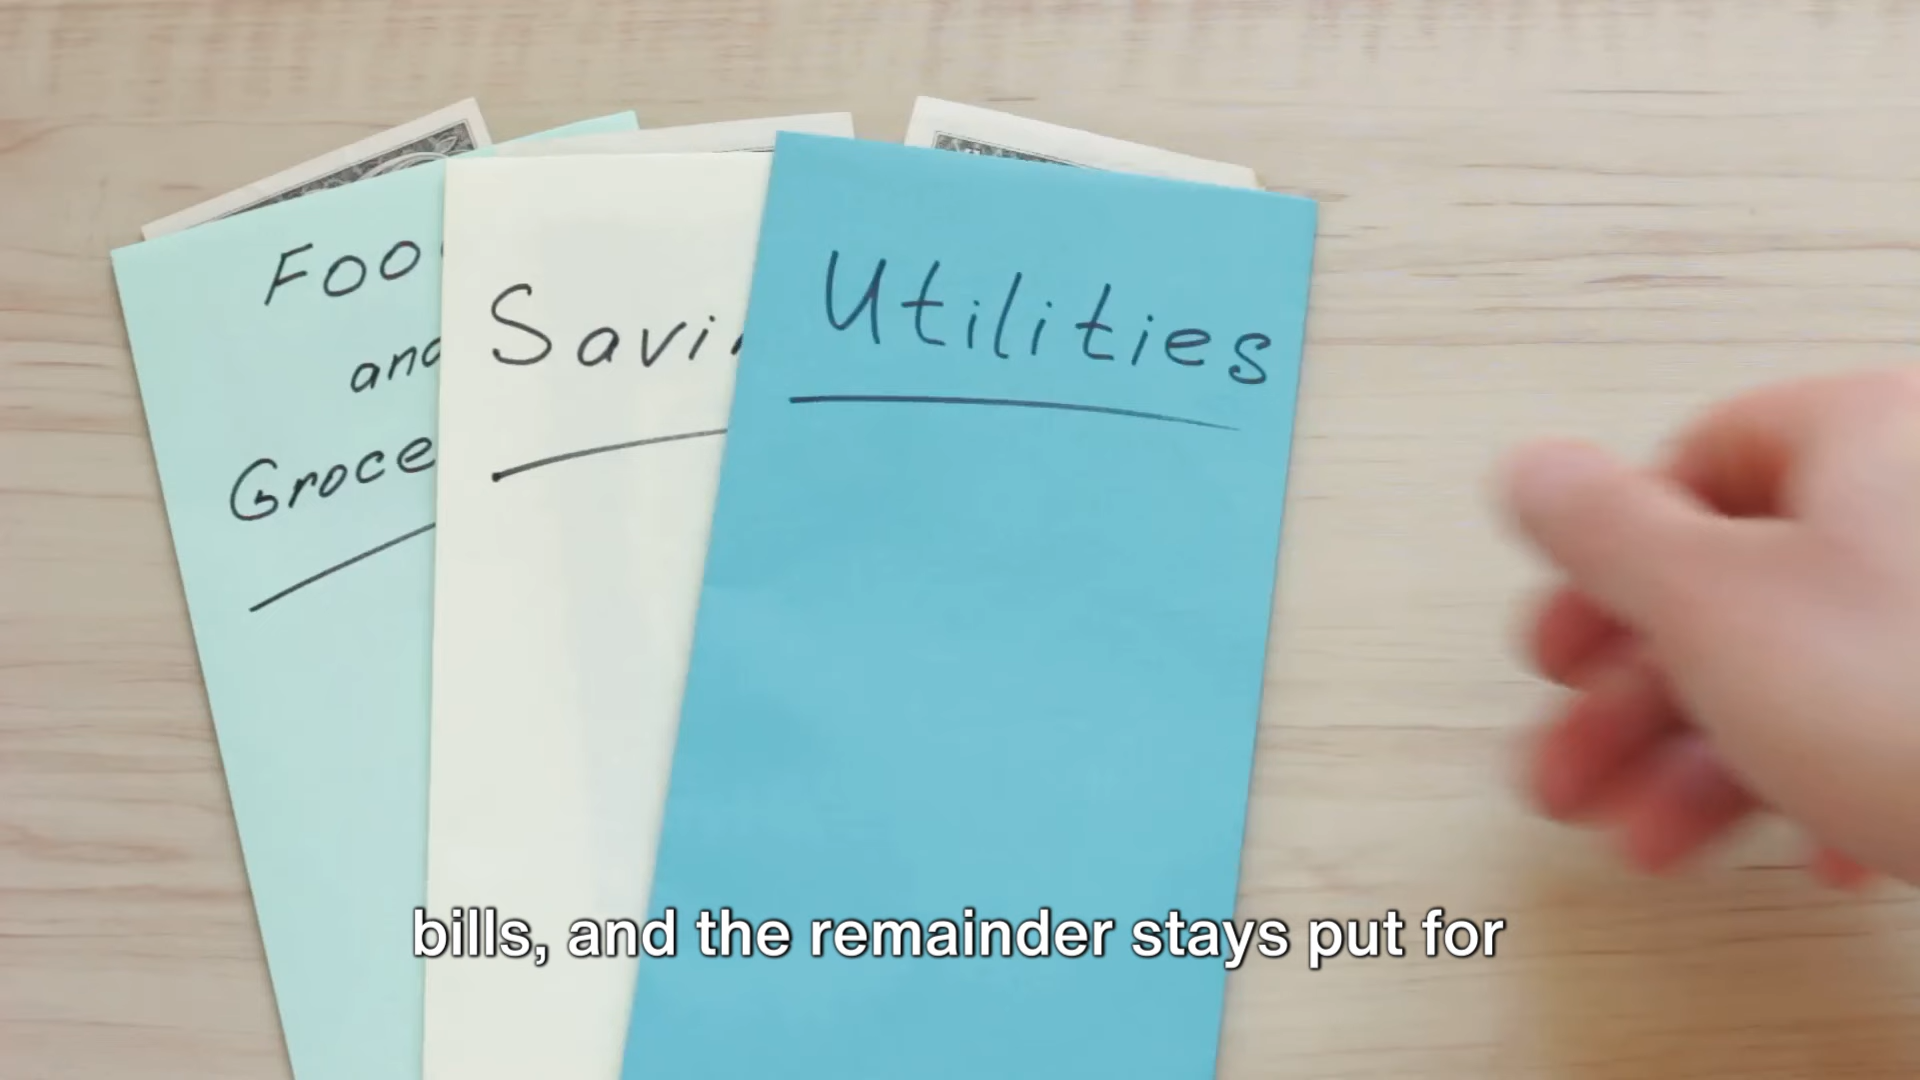 Foo
and
Groce
Savi
Utilities
bills, and the remainder stays put for